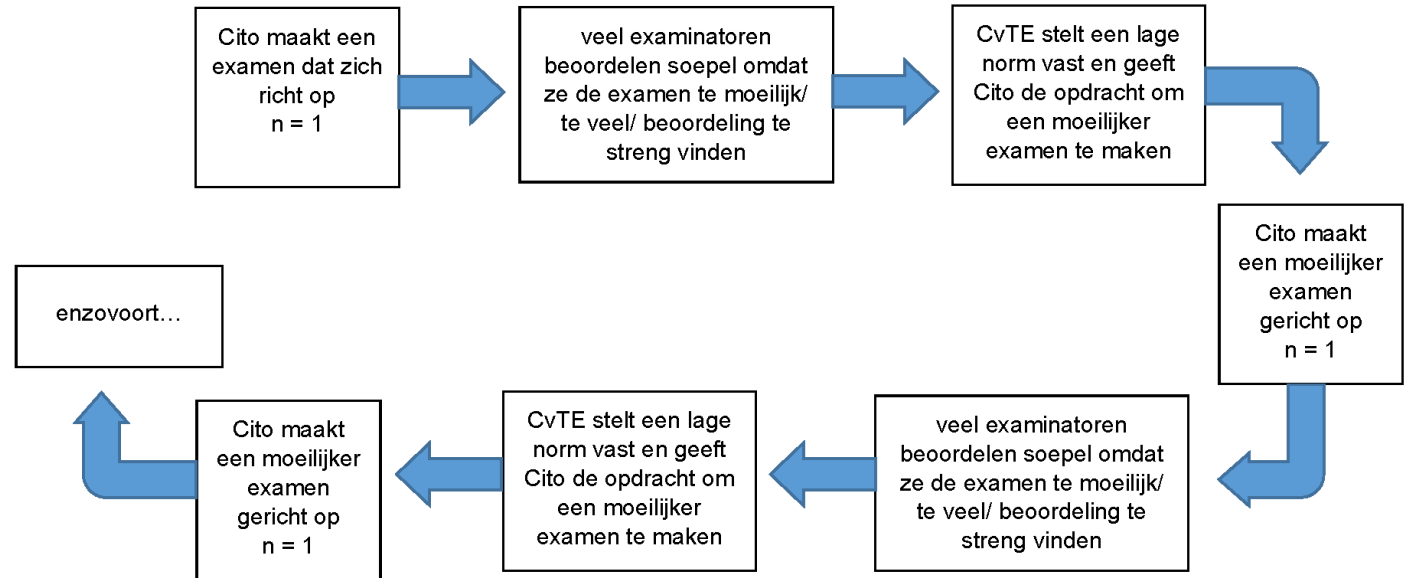 Cito maakt een
examen dat zich
richt op
n = 1
veel examinatoren
beoordelen soepel omdat
ze de examen te moeilijk/
te veel/ beoordeling te
streng vinden
CvTE stelt een lage
norm vast en geeft
Cito de opdracht om
een moeilijker
examen te maken
Cito maakt
een moeilijker
examen
gericht op
n = 1
veel examinatoren
beoordelen soepel omdat
ze de examen te moeilijk/
te veel/ beoordeling te
streng vinden
CvTE stelt een lage
norm vast en geeft
Cito de opdracht om
een moeilijker
examen te maken
Cito maakt
een moeilijker
examen
gericht op
n = 1
enzovoort…